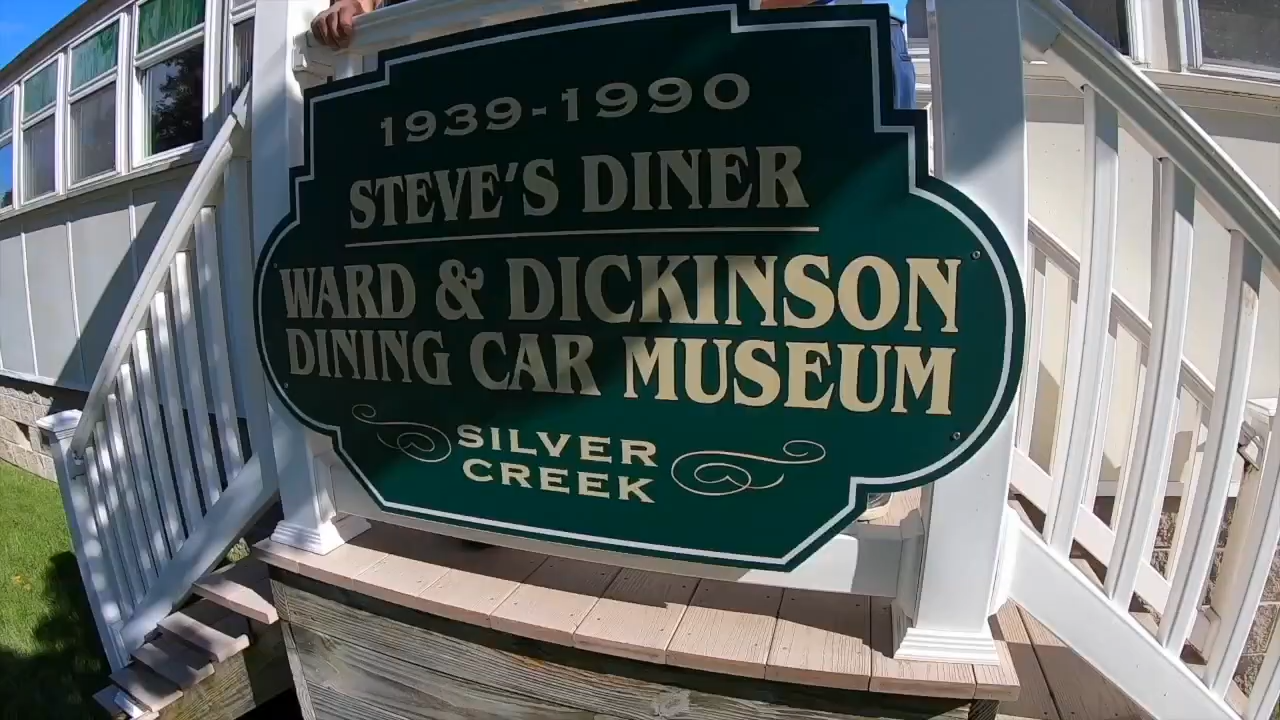 1939-1990
STEVE'S DINER
WARD & DICKINSON
DINING CAR MUSEUM
SILVER
CREEK